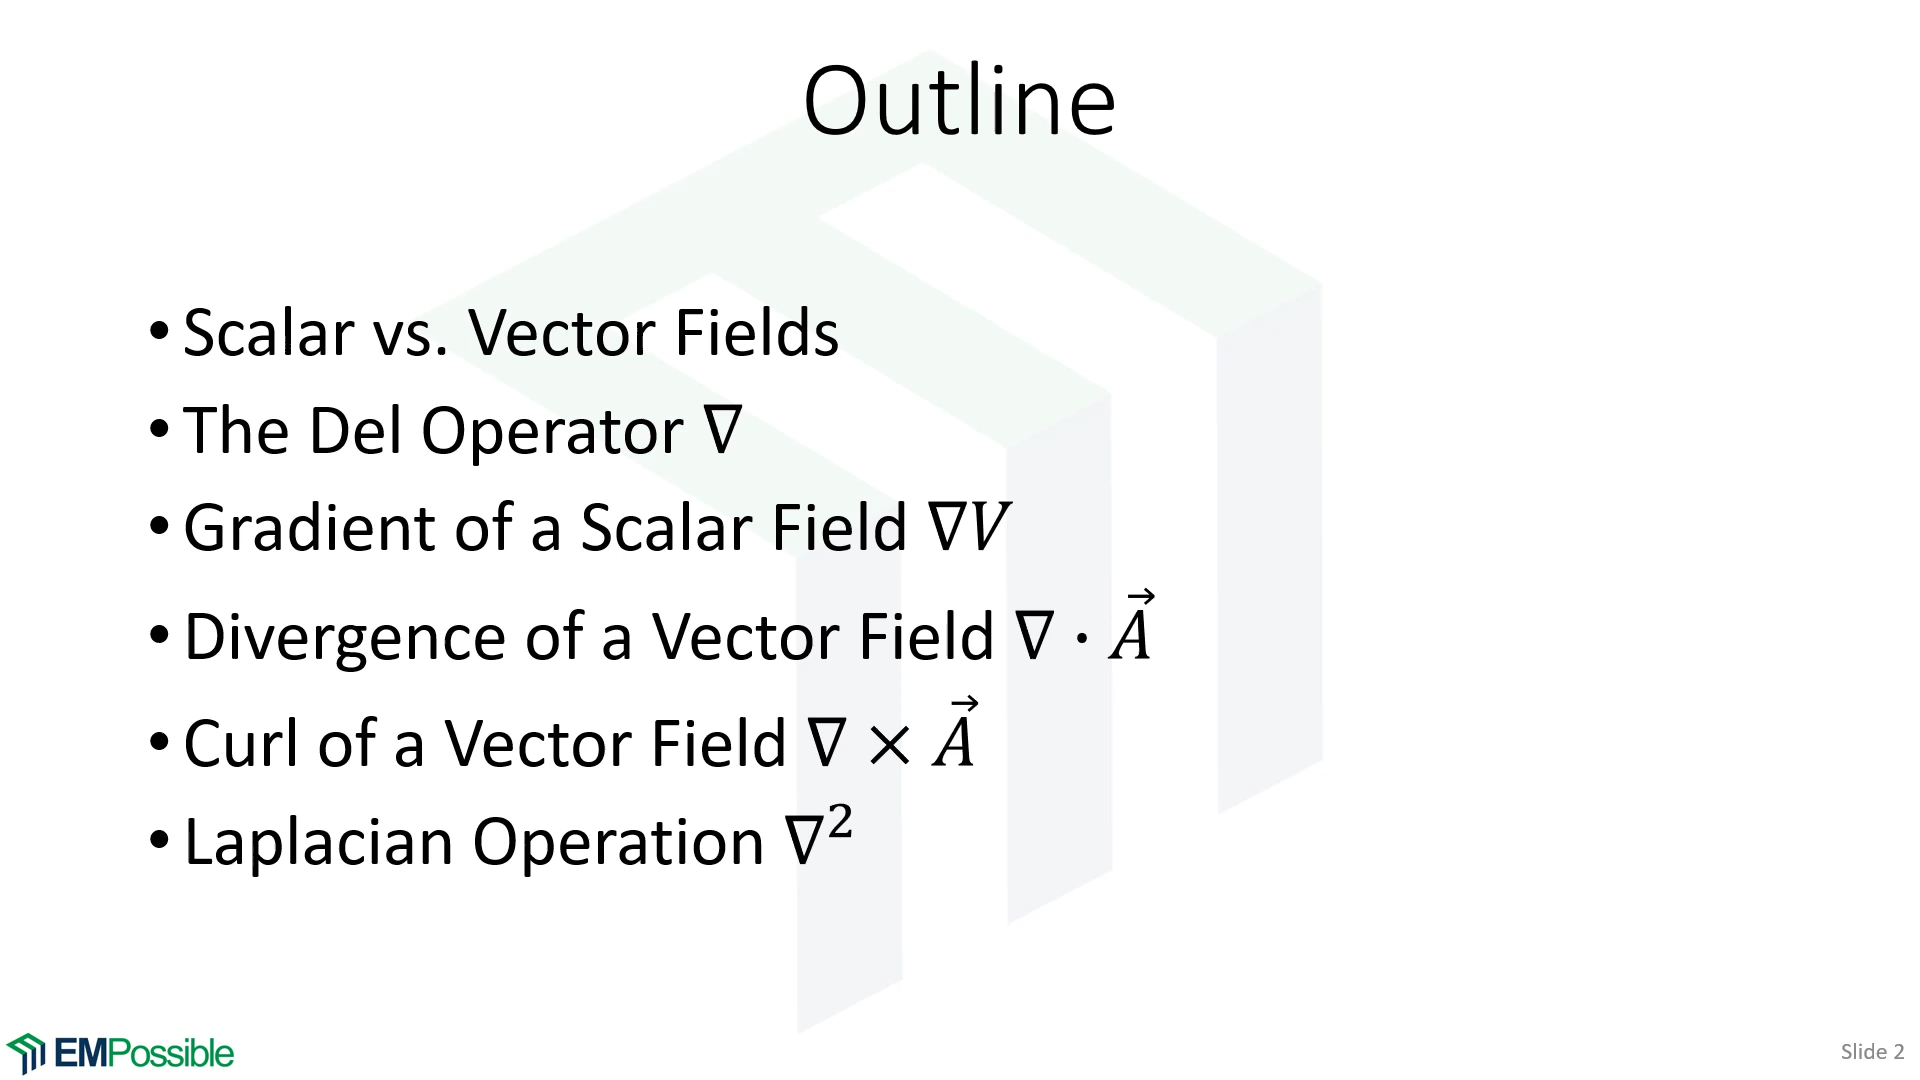 Outline
• Scalar vs. Vector Fields
• The Del Operator ∇
• Gradient of a Scalar Field ∇V
• Divergence of a Vector Field ∇ · A⃗
• Curl of a Vector Field ∇ × A⃗
• Laplacian Operation ∇²
EMPossible
Slide 2